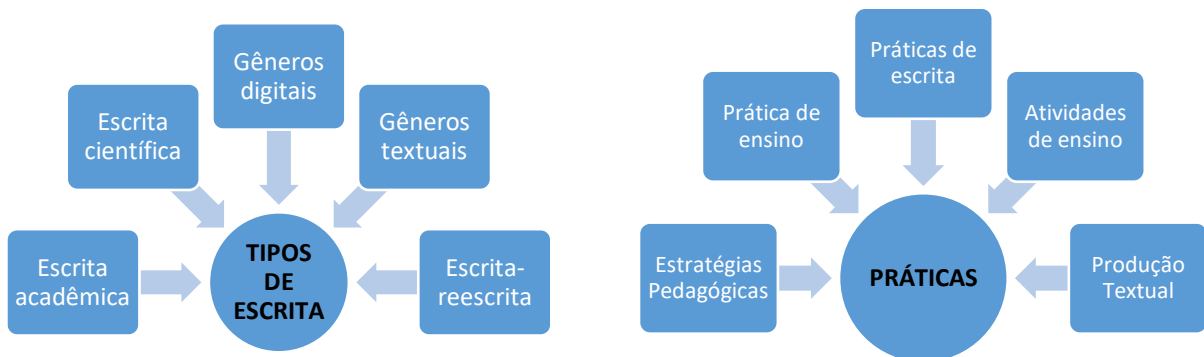 Escrita
acadêmica
Escrita
científica
Gêneros
digitais
Gêneros
textuais
Escrita-
reescrita
TIPOS
DE
ESCRITA
Estratégias
Pedagógicas
Prática de
ensino
Práticas de
escrita
Atividades
de ensino
Produção
Textual
PRÁTICAS